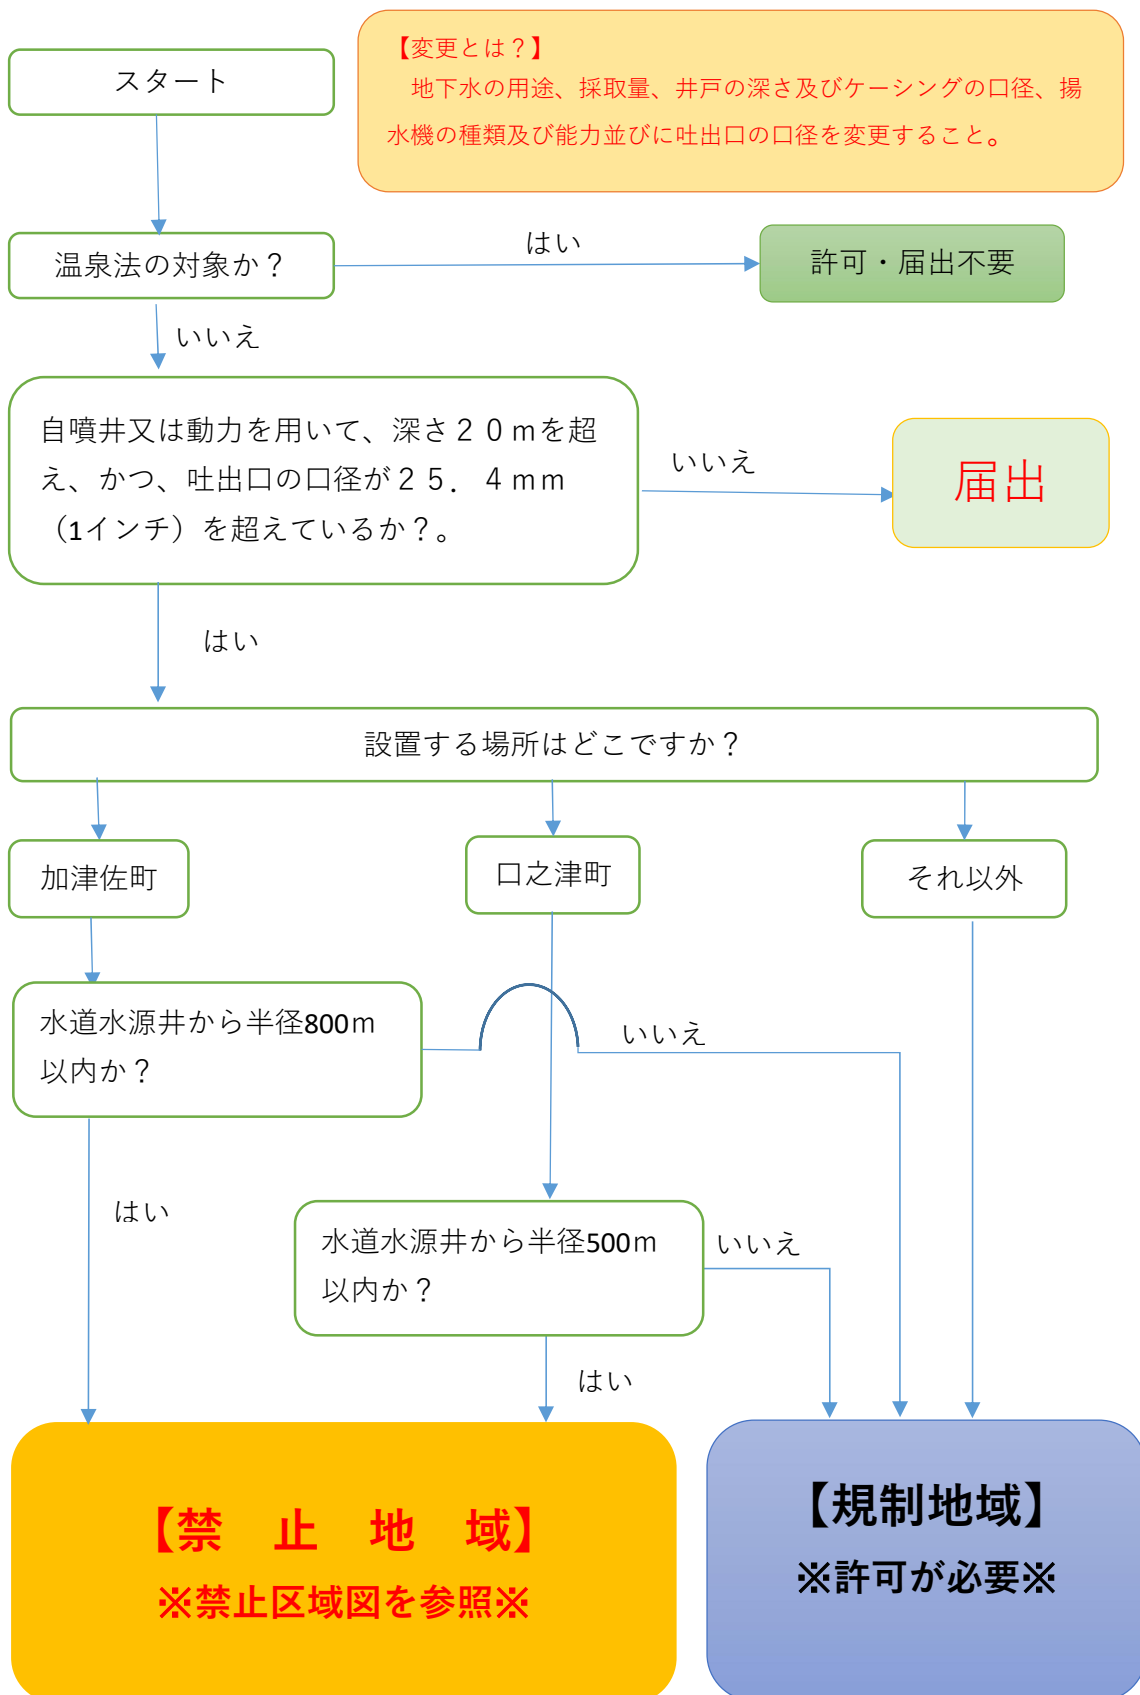 スタート
【変更とは？】
地下水の用途、採取量、井戸の深さ及びケーシングの口径、揚
水機の種類及び能力並びに吐出口の口径を変更すること。
温泉法の対象か？
はい
許可・届出不要
いいえ
自噴井又は動力を用いて、深さ２０ｍを超
え、かつ、吐出口の口径が２５．４ｍｍ
（1インチ）を超えているか？。
いいえ
届出
はい
設置する場所はどこですか？
加津佐町
口之津町
それ以外
水道水源井から半径800ｍ
以内か？
いいえ
はい
水道水源井から半径500ｍ
以内か？
いいえ
はい
【禁　止　地　域】
※禁止区域図を参照※
【規制地域】
※許可が必要※